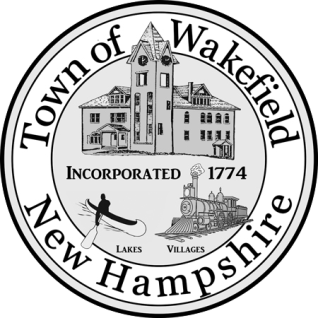 Town of Wakefield
INCORPORATED 1774
LAKES VILLAGES
New Hampshire